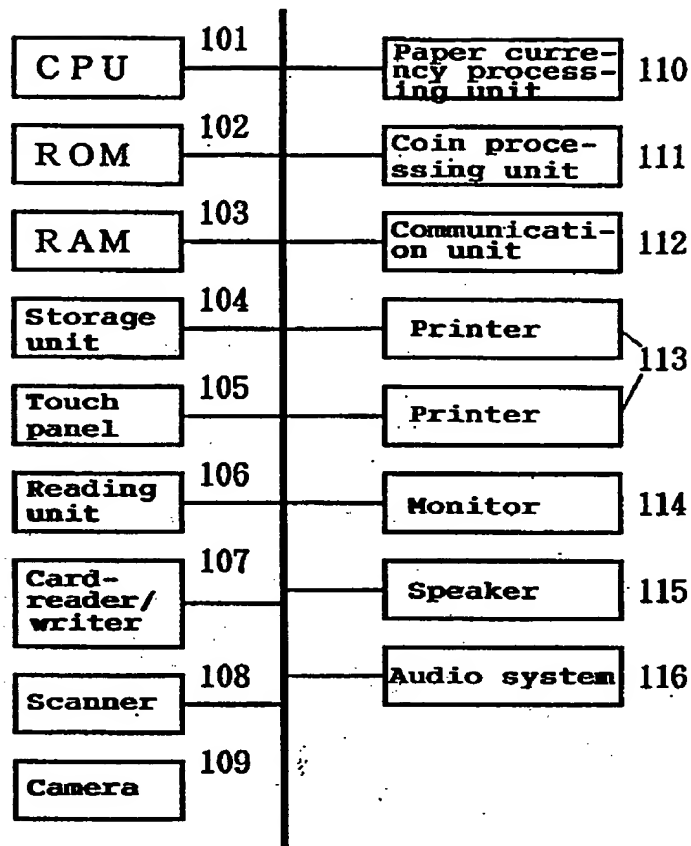 101
CPU
102
ROM
103
RAM
104
Storage
unit
105
Touch
panel
106
Reading
unit
107
Card-
reader/
writer
108
Scanner
109
Camera
Paper curre-
ncy process-
ing unit
110
Coin proce-
ssing unit
111
Communicati-
on unit
112
Printer
113
Printer
Monitor
114
Speaker
115
Audio system
116